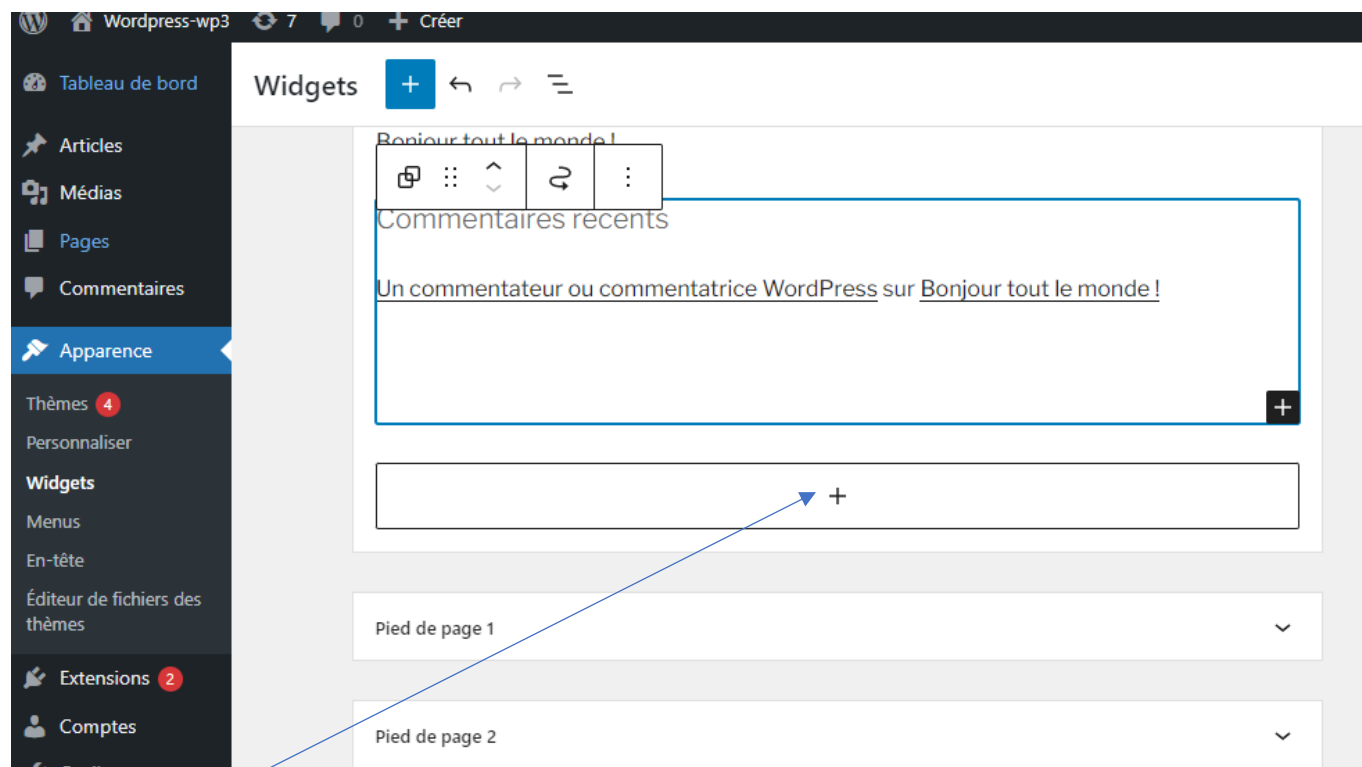 Wordpress-wp3 7 0 Créer
Tableau de bord
Articles
Médias
Pages
Commentaires
Apparence
Thèmes 4
Personnaliser
Widgets
Menus
En-tête
Éditeur de fichiers des
thèmes
Extensions 2
Comptes
Widgets
Bonjour tout le monde !
Commentaires récents
Un commentateur ou commentatrice WordPress sur Bonjour tout le monde !
Pied de page 1
Pied de page 2